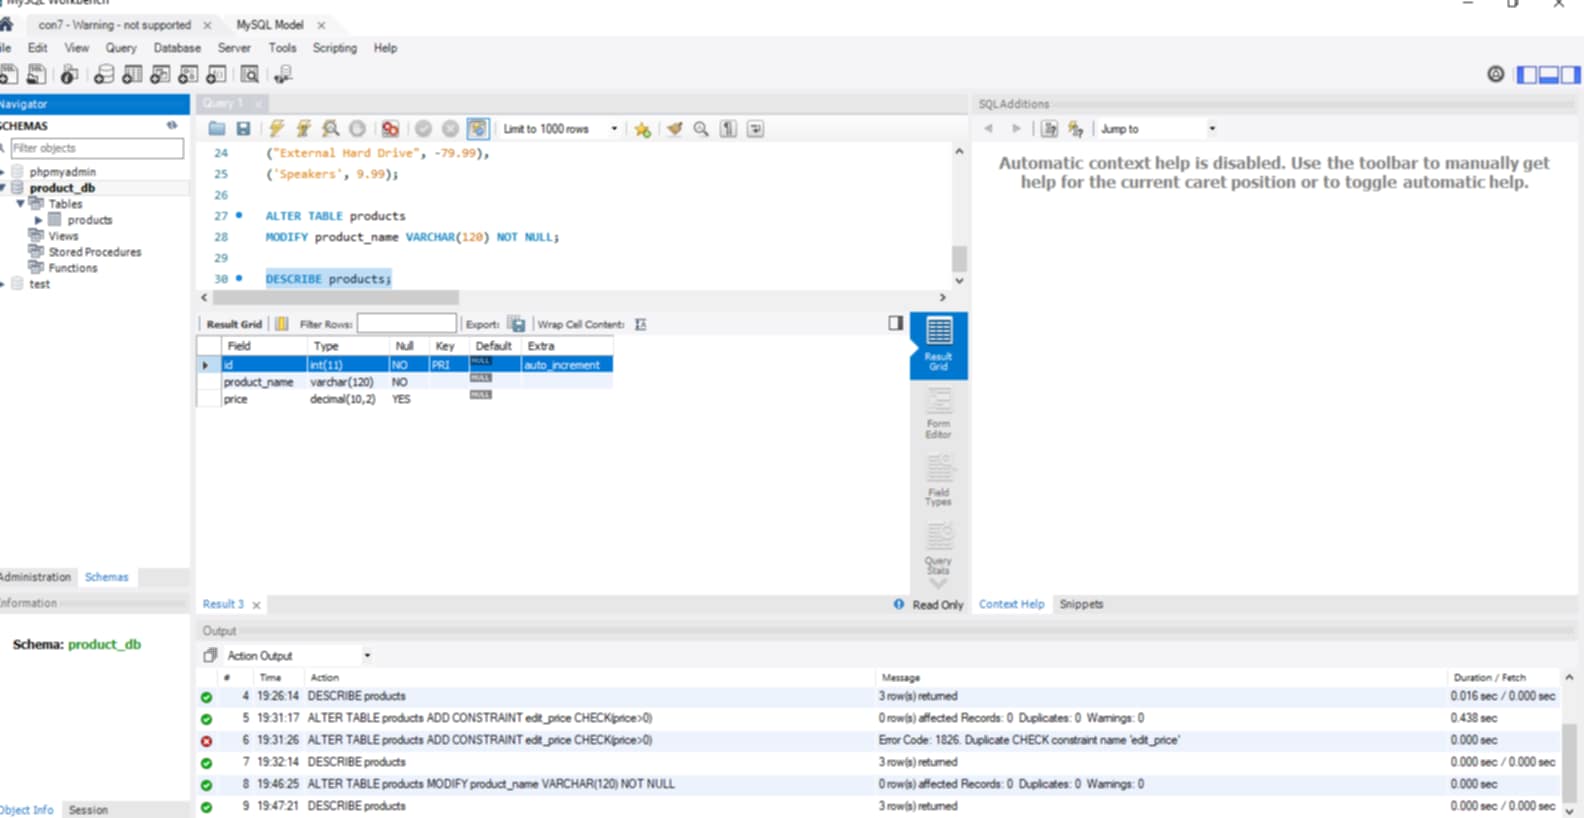 con7 - Warning - not supported
MySQL Model
Edit View Query Database Server Tools Scripting Help
Navigator
Query 1
SQLAdditions
SCHEMAS
Limit to 1000 rows
Jump to
Filter objects
phpmyadmin
product_db
Tables
products
Views
Stored Procedures
Functions
test
24 ("External Hard Drive", -79.99),
25 ('Speakers', 9.99);
26
27 ALTER TABLE products
28 MODIFY product_name VARCHAR(120) NOT NULL;
29
30 DESCRIBE products;
Automatic context help is disabled. Use the toolbar to manually get
help for the current caret position or to toggle automatic help.
Result Grid Filter Rows: Export: Wrap Cell Content:
Field Type Null Key Default Extra
id int(11) NO PRI NULL auto_increment
product_name varchar(120) NO NULL
price decimal(10,2) YES NULL
Result
Grid
Form
Editor
Field
Types
Query
Stats
Administration Schemas
Information
Schema: product_db
Object Info Session
Result 3
Read Only
Context Help Snippets
Output
Action Output
# Time Action Message Duration / Fetch
4 19:26:14 DESCRIBE products 3 row(s) returned 0.016 sec / 0.000 sec
5 19:31:17 ALTER TABLE products ADD CONSTRAINT edit_price CHECK(price>0) 0 row(s) affected Records: 0 Duplicates: 0 Warnings: 0 0.438 sec
6 19:31:26 ALTER TABLE products ADD CONSTRAINT edit_price CHECK(price>0) Error Code: 1826. Duplicate CHECK constraint name 'edit_price' 0.000 sec
7 19:32:14 DESCRIBE products 3 row(s) returned 0.000 sec / 0.000 sec
8 19:46:25 ALTER TABLE products MODIFY product_name VARCHAR(120) NOT NULL 0 row(s) affected Records: 0 Duplicates: 0 Warnings: 0 0.000 sec
9 19:47:21 DESCRIBE products 3 row(s) returned 0.000 sec / 0.000 sec